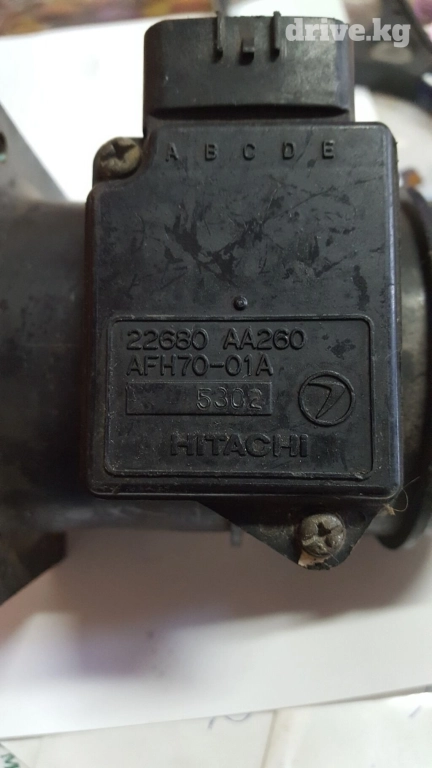 drive.kg
A B C D E
22680 AA260
AFH70-01A
5302
HITACHI